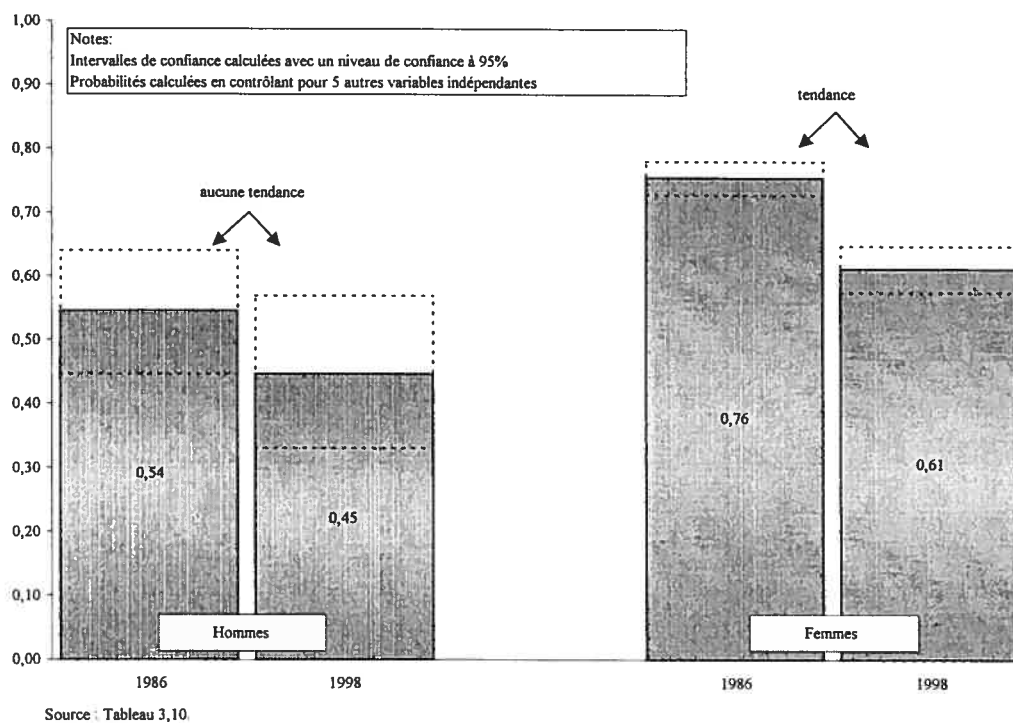 1,00
0,90
0,80
0,70
0,60
0,50
0,40
0,30
0,20
0,10
0,00
Notes:
Intervalles de confiance calculées avec un niveau de confiance à 95%
Probabilités calculées en contrôlant pour 5 autres variables indépendantes
aucune tendance
tendance
0,54
0,45
0,76
0,61
Hommes
Femmes
1986
1998
1986
1998
Source : Tableau 3,10.